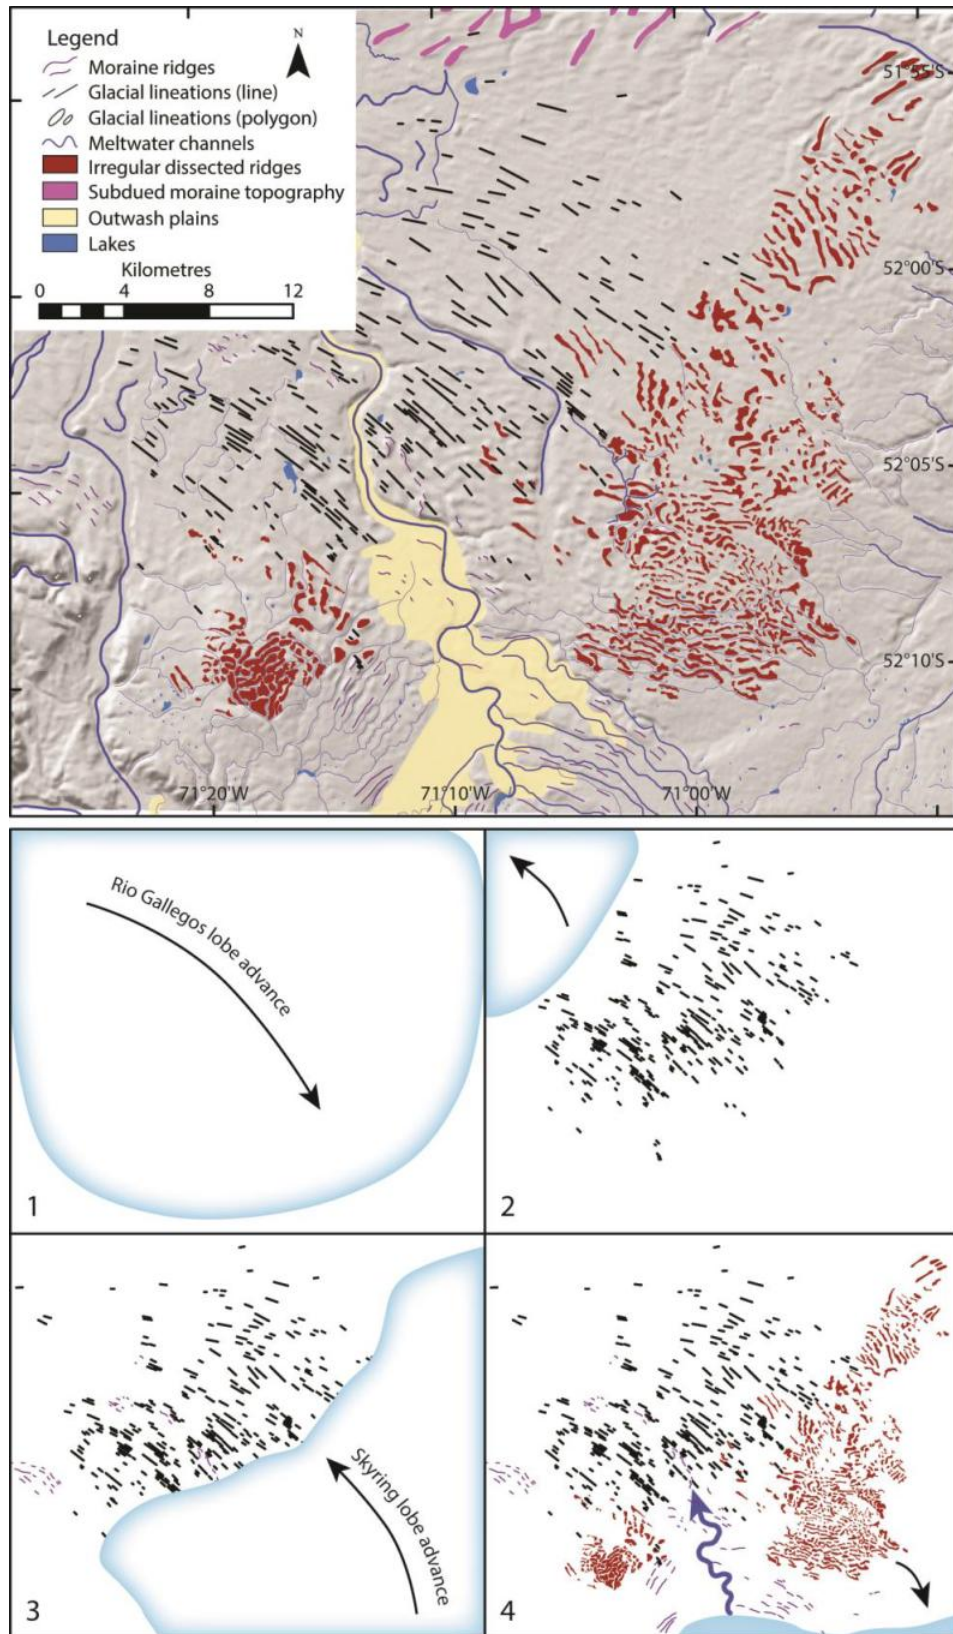 Legend
N
Moraine ridges
Glacial lineations (line)
Glacial lineations (polygon)
Meltwater channels
Irregular dissected ridges
Subdued moraine topography
Outwash plains
Lakes
Kilometres
0 4 8 12
51°55'S
52°00'S
52°05'S
52°10'S
71°20'W 71°10'W 71°00'W
Rio Gallegos lobe advance
1
2
Skyring lobe advance
3
4